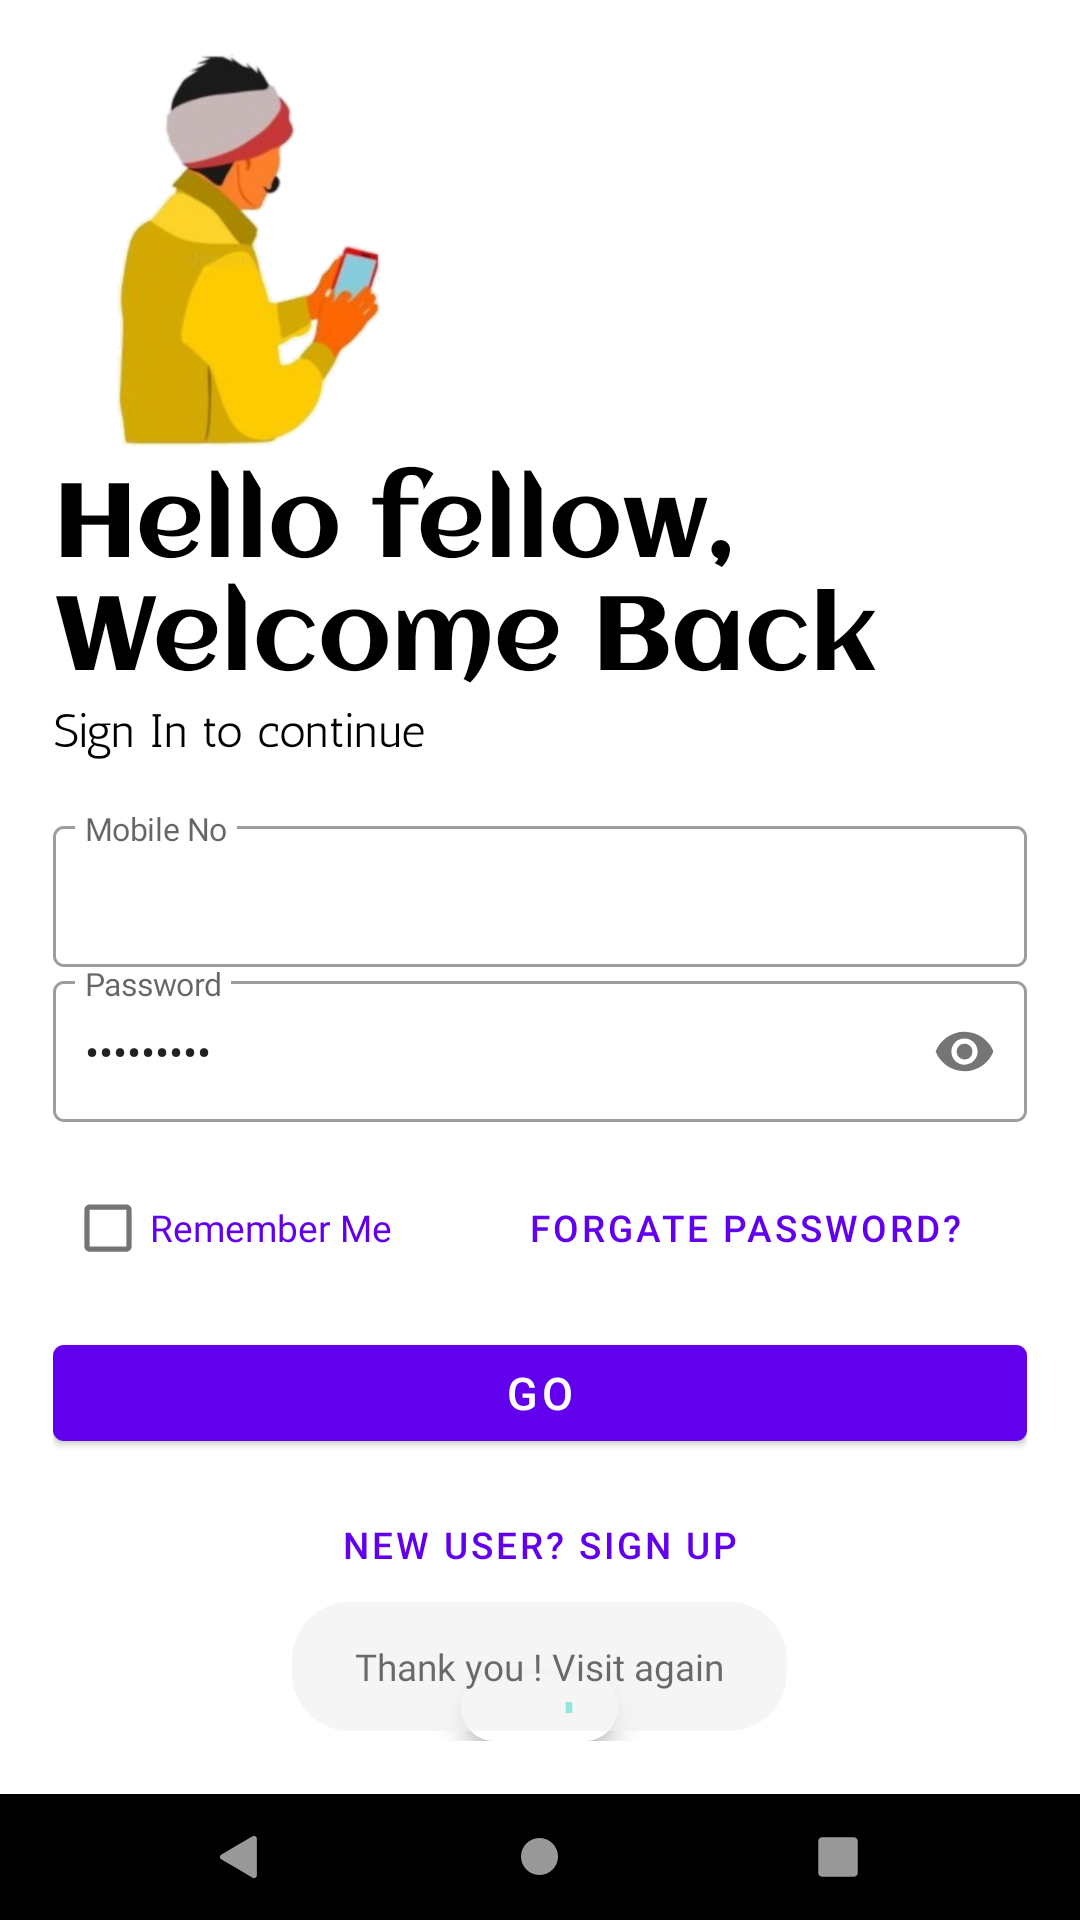 Hello fellow,
Welcome Back
Sign In to continue
Mobile No
Password
•••••••••
Remember Me
FORGATE PASSWORD?
GO
NEW USER? SIGN UP
Thank you ! Visit again